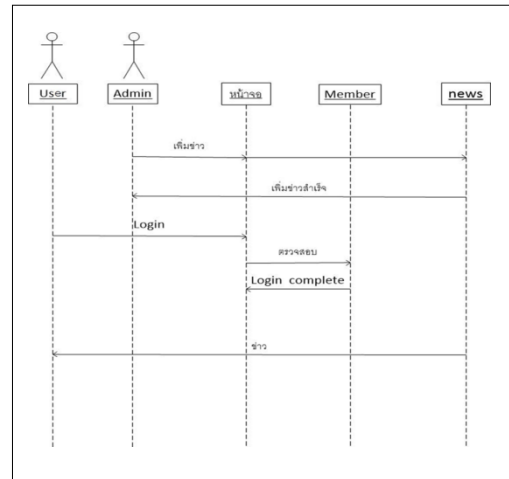 User
Admin
หน้าจอ
Member
news
เพิ่มข่าว
เพิ่มข่าวสำเร็จ
Login
ตรวจสอบ
Login complete
ข่าว